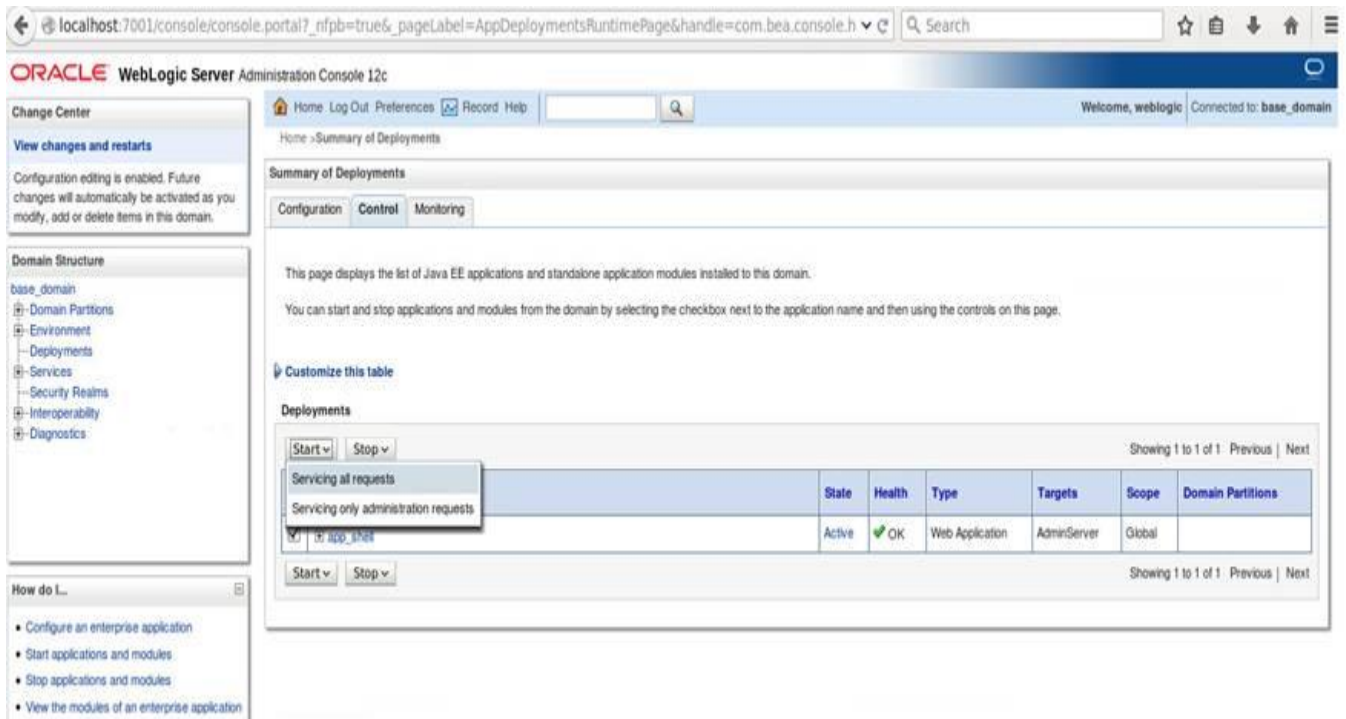 localhost:7001/console/console.portal?_nfpb=true&_pageLabel=AppDeploymentsRuntimePage&handle=com.bea.console.h
Search
ORACLE WebLogic Server Administration Console 12c
Change Center
View changes and restarts
Configuration editing is enabled. Future
changes will automatically be activated as you
modify, add or delete items in this domain.
Domain Structure
base_domain
Domain Partitions
Environment
Deployments
Services
Security Realms
Interoperability
Diagnostics
How do I...
Configure an enterprise application
Start applications and modules
Stop applications and modules
View the modules of an enterprise application
Home Log Out Preferences Record Help
Welcome, weblogic Connected to: base_domain
Home >Summary of Deployments
Summary of Deployments
Configuration Control Monitoring
This page displays the list of Java EE applications and standalone application modules installed to this domain.
You can start and stop applications and modules from the domain by selecting the checkbox next to the application name and then using the controls on this page.
Customize this table
Deployments
Start Stop Showing 1 to 1 of 1 Previous | Next
Servicing all requests
Servicing only administration requests
State Health Type Targets Scope Domain Partitions
app_shell Active OK Web Application AdminServer Global
Start Stop Showing 1 to 1 of 1 Previous | Next